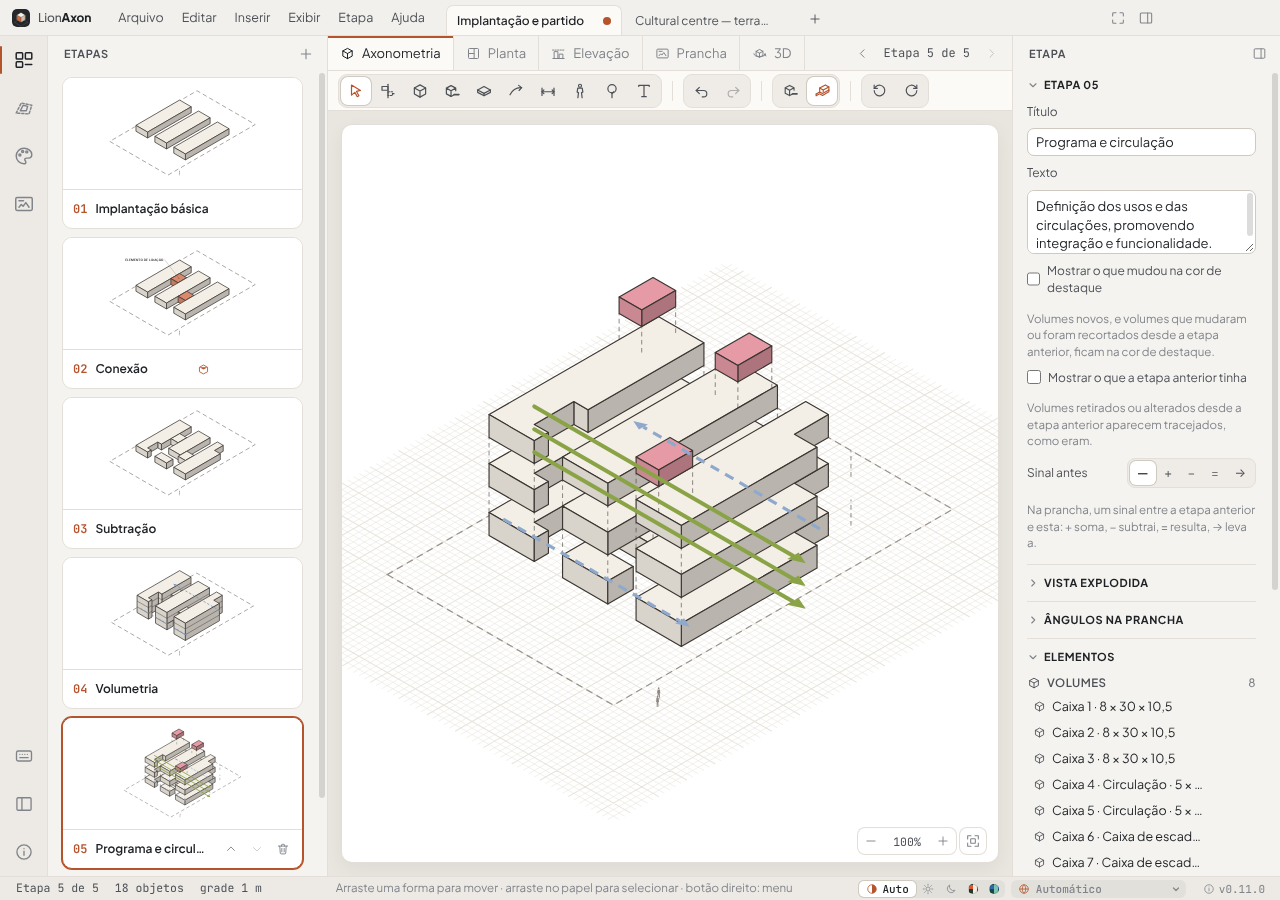 LionAxon Arquivo Editar Inserir Exibir Etapa Ajuda Implantação e partido Cultural centre — terra…
ETAPAS
01 Implantação básica
ELEMENTO DE LIGAÇÃO
02 Conexão
03 Subtração
04 Volumetria
05 Programa e circul…
Axonometria Planta Elevação Prancha 3D Etapa 5 de 5
100%
ETAPA
ETAPA 05
Título
Programa e circulação
Texto
Definição dos usos e das
circulações, promovendo
integração e funcionalidade.
Mostrar o que mudou na cor de
destaque
Volumes novos, e volumes que mudaram
ou foram recortados desde a etapa
anterior, ficam na cor de destaque.
Mostrar o que a etapa anterior tinha
Volumes retirados ou alterados desde a
etapa anterior aparecem tracejados,
como eram.
Sinal antes — + − = →
Na prancha, um sinal entre a etapa anterior
e esta: + soma, − subtrai, = resulta, → leva
a.
VISTA EXPLODIDA
ÂNGULOS NA PRANCHA
ELEMENTOS
VOLUMES 8
Caixa 1 · 8 × 30 × 10,5
Caixa 2 · 8 × 30 × 10,5
Caixa 3 · 8 × 30 × 10,5
Caixa 4 · Circulação · 5 × …
Caixa 5 · Circulação · 5 × …
Caixa 6 · Caixa de escad…
Caixa 7 · Caixa de escad…
Etapa 5 de 5 18 objetos grade 1 m Arraste uma forma para mover · arraste no papel para selecionar · botão direito: menu Auto Automático v0.11.0